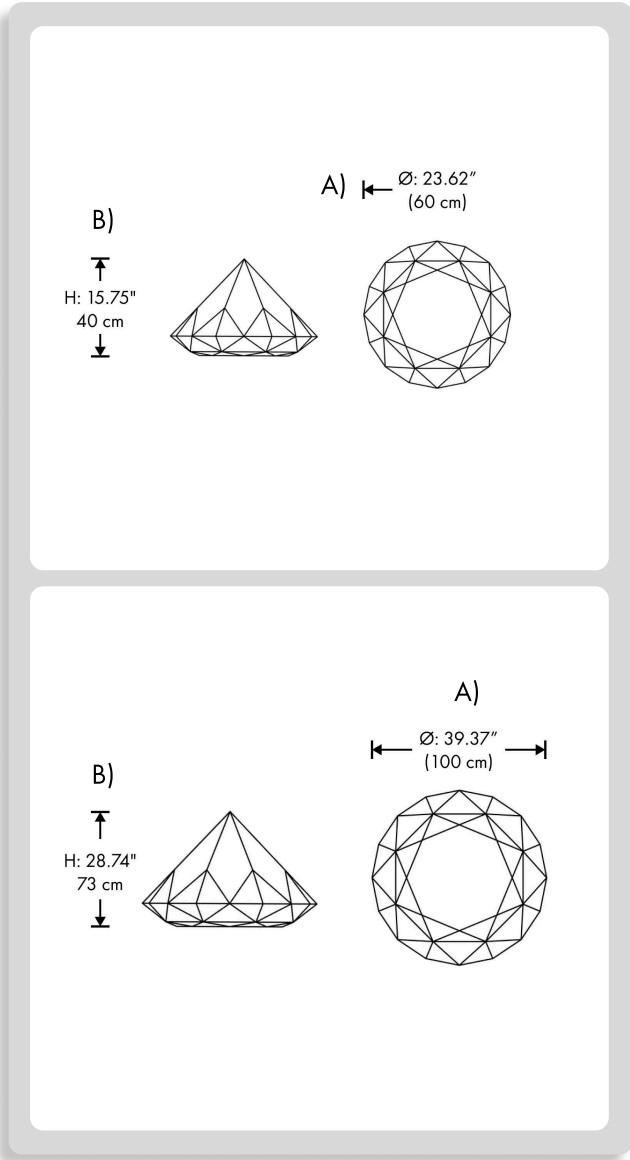 A)
Ø: 23.62”
(60 cm)
B)
H: 15.75"
40 cm
A)
Ø: 39.37”
(100 cm)
B)
H: 28.74"
73 cm